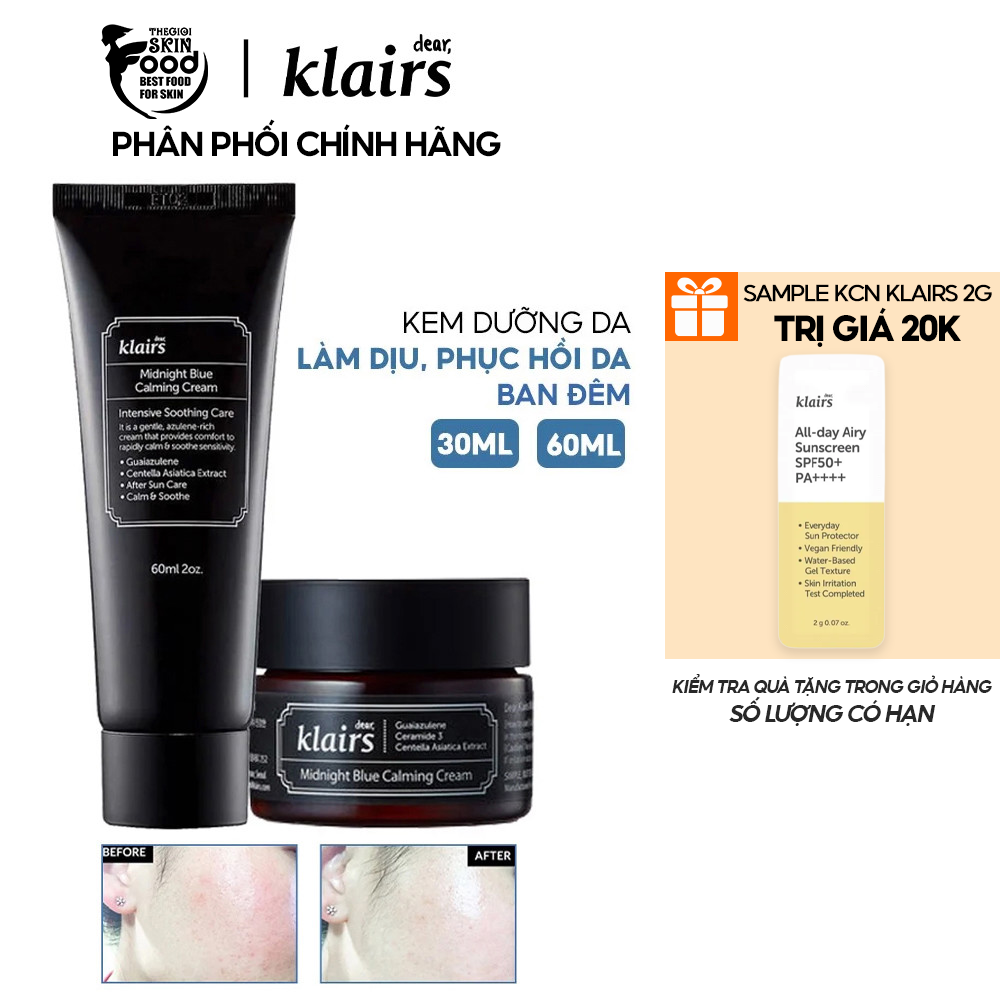 THEGIOI
SKIN
Food
BEST FOOD
FOR SKIN
dear,
klairs
PHÂN PHỐI CHÍNH HÃNG
dear,
klairs
Midnight Blue
Calming Cream
Intensive Soothing Care
It is a gentle, azulene-rich
cream that provides comfort to
rapidly calm & soothe sensitivity.
• Guaiazulene
• Centella Asiatica Extract
• After Sun Care
• Calm & Soothe
60ml 2oz.
KEM DƯỠNG DA
LÀM DỊU, PHỤC HỒI DA
BAN ĐÊM
30ML
60ML
dear,
klairs
Guaiazulene
Ceramide 3
Centella Asiatica Extract
Midnight Blue Calming Cream
BEFORE
AFTER
SAMPLE KCN KLAIRS 2G
TRỊ GIÁ 20K
dear,
klairs
All-day Airy
Sunscreen
SPF50+
PA++++
• Everyday
Sun Protector
• Vegan Friendly
• Water-Based
Gel Texture
• Skin Irritation
Test Completed
2 g 0.07 oz.
KIỂM TRA QUÀ TẶNG TRONG GIỎ HÀNG
SỐ LƯỢNG CÓ HẠN